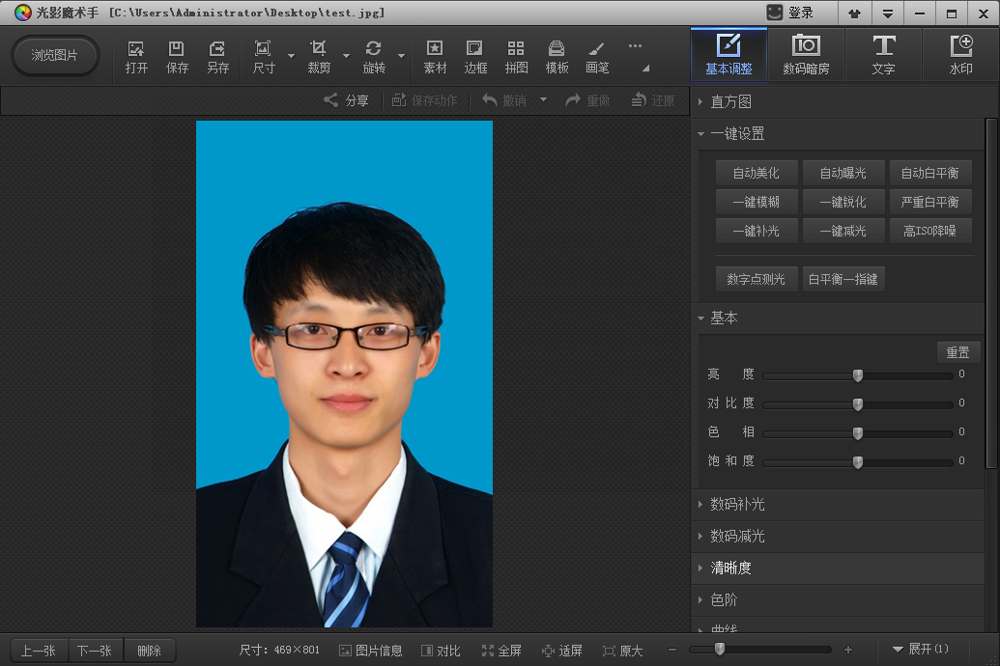 光影魔术手 [C:\Users\Administrator\Desktop\test.jpg] 登录
浏览图片 打开 保存 另存 尺寸 裁剪 旋转 素材 边框 拼图 模板 画笔 基本调整 数码暗房 文字 水印
分享 保存动作 撤销 重做 还原
直方图
一键设置
自动美化 自动曝光 自动白平衡
一键模糊 一键锐化 严重白平衡
一键补光 一键减光 高ISO降噪
数字点测光 白平衡一指键
基本
重置
亮 度 0
对比度 0
色 相 0
饱和度 0
数码补光
数码减光
清晰度
色阶
曲线
上一张 下一张 删除 尺寸: 469×801 图片信息 对比 全屏 适屏 原大 展开(1)